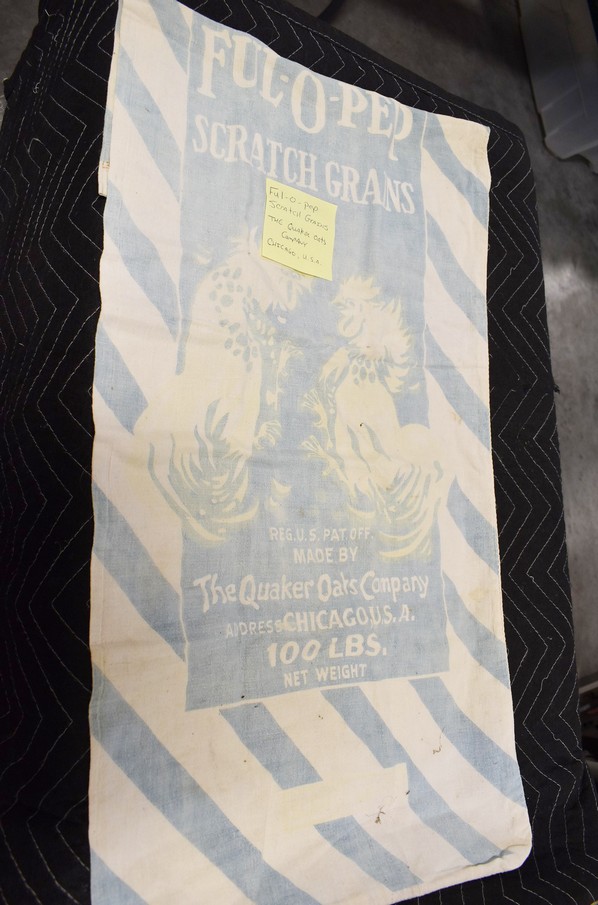 FUL-O-PEP
SCRATCH GRANS
Ful-O-Pep
Scratch Grans
The Quaker Oats
Company
Chicago, U.S.A.
REG. U.S. PAT. OFF.
MADE BY
The Quaker Oats Company
ADDRESS CHICAGO U.S.A.
100 LBS.
NET WEIGHT